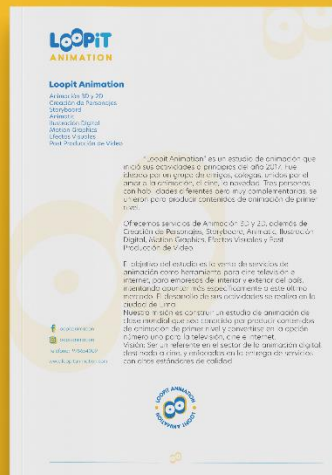 LOOPiT
ANIMATION
Loopit Animation
Animación 3D y 2D
Creación de Personajes
Storyboard
Animatic
Ilustración Digital
Motion Graphics
Efectos Visuales
Post Producción de Video
"Loopit Animation" es un estudio de animación que
inició sus actividades a principios del año 2017. Fue
ideado por un grupo de amigos, colegas, unidos por el
amor a la animación, el cine, la novedad. Tres personas
con habilidades diferentes pero muy complementarias, se
unieron para producir contenidos de animación de primer
nivel.
Ofrecemos servicios de Animación 3D y 2D, además de
Creación de Personajes, Storyboard, Animatic, Ilustración
Digital, Motion Graphics, Efectos Visuales y Post
Producción de Video
El objetivo del estudio es la venta de servicios de
animación como herramienta para cine televisión e
internet, para empresas del interior y exterior del país,
intentando apuntar más específicamente a este último
mercado. El desarrollo de sus actividades se realiza en la
ciudad de Lima.
Nuestra misión es construir un estudio de animación de
clase mundial que sea conocido por producir contenidos
de animación de primer nivel y convertirse en la opción
número uno para la televisión, cine e internet.
Visión: Ser un referente en el sector de la animación digital
destinada a cine, y enfocados en la entrega de servicios
con altos estándares de calidad
LOOPIT ANIMATION
LOOPIT ANIMATION